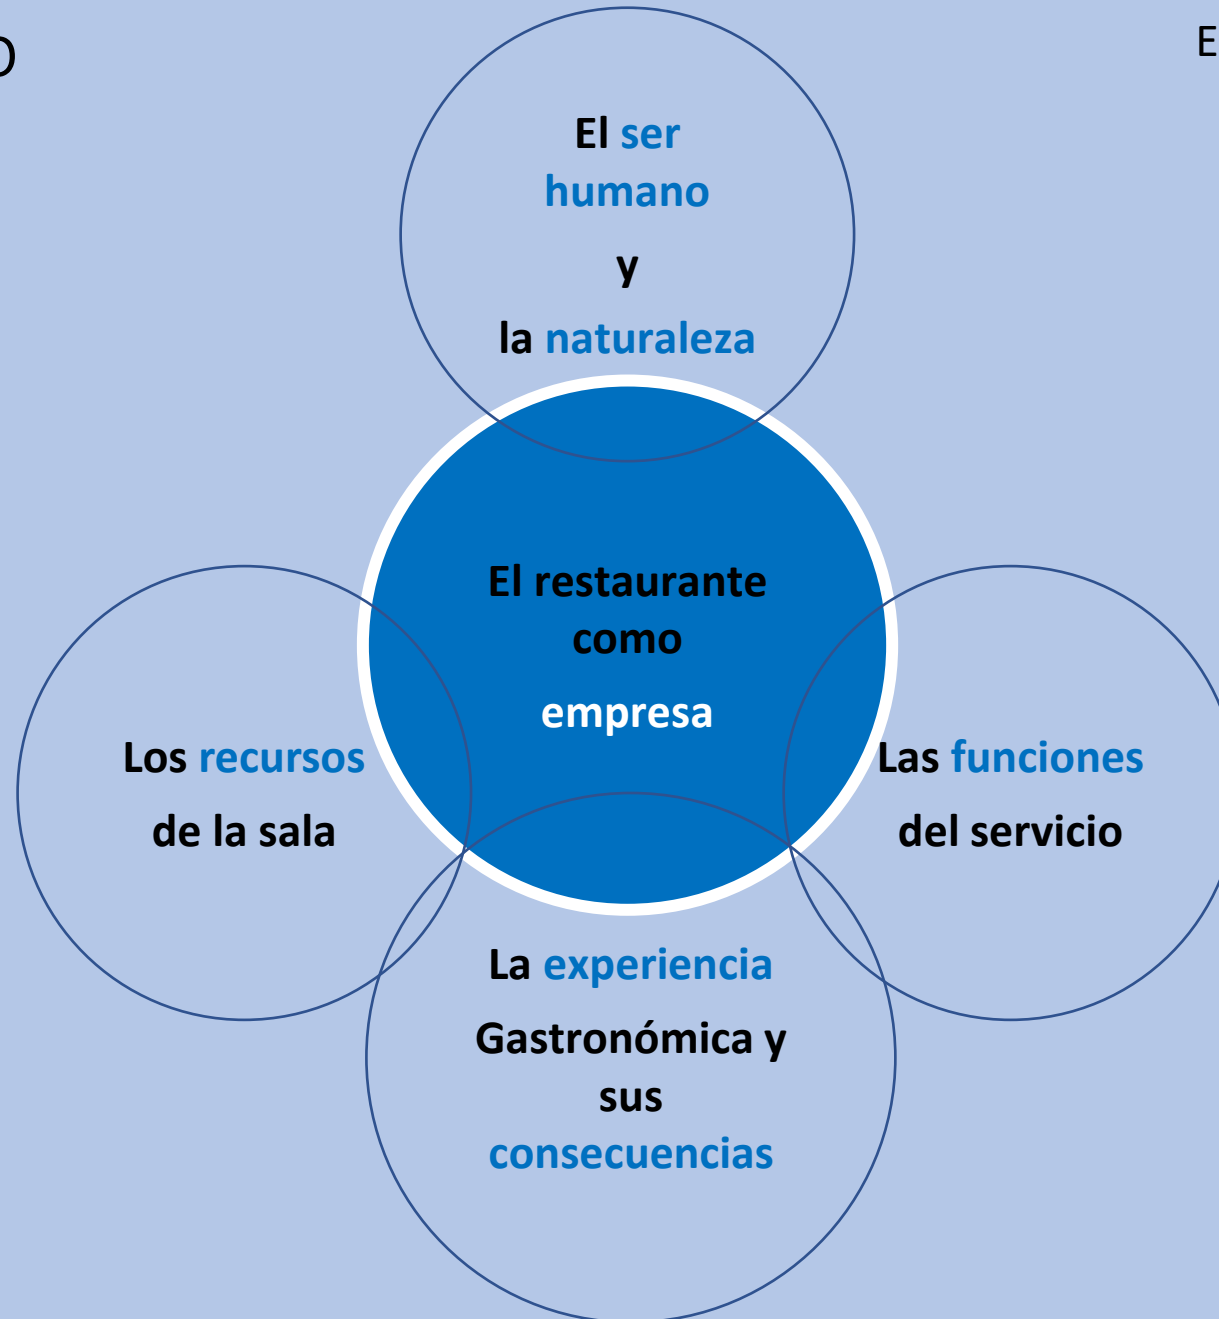 O
E
El ser
humano
y
la naturaleza
El restaurante
como
empresa
Los recursos
de la sala
Las funciones
del servicio
La experiencia
Gastronómica y
sus
consecuencias